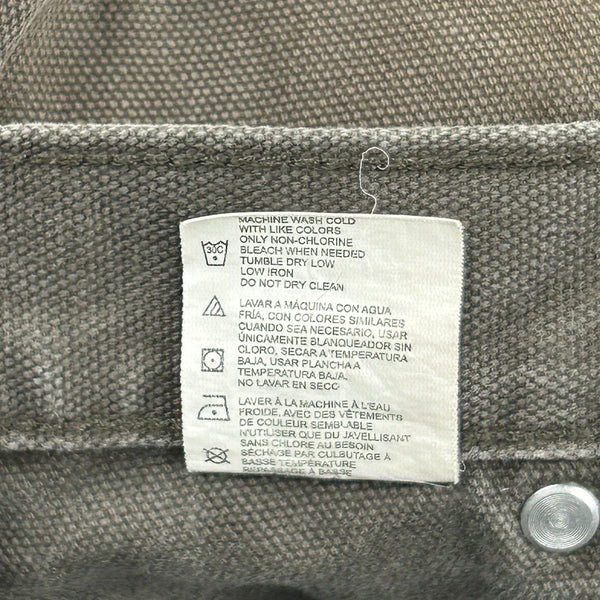 MACHINE WASH COLD
WITH LIKE COLORS
ONLY NON-CHLORINE
BLEACH WHEN NEEDED
TUMBLE DRY LOW
LOW IRON
DO NOT DRY CLEAN
30C
LAVAR A MÁQUINA CON AGUA
FRÍA, CON COLORES SIMILARES
CUANDO SEA NECESARIO, USAR
ÚNICAMENTE BLANQUEADOR SIN
CLORO, SECAR A TEMPERATURA
BAJA, USAR PLANCHA A
TEMPERATURA BAJA,
NO LAVAR EN SECO
LAVER À LA MACHINE À L'EAU
FROIDE, AVEC DES VÊTEMENTS
DE COULEUR SEMBLABLE
N'UTILISER QUE DU JAVELLISANT
SANS CHLORE AU BESOIN
SÉCHAGE PAR CULBUTAGE À
BASSE TEMPÉRATURE
REPASSAGE À BASSE